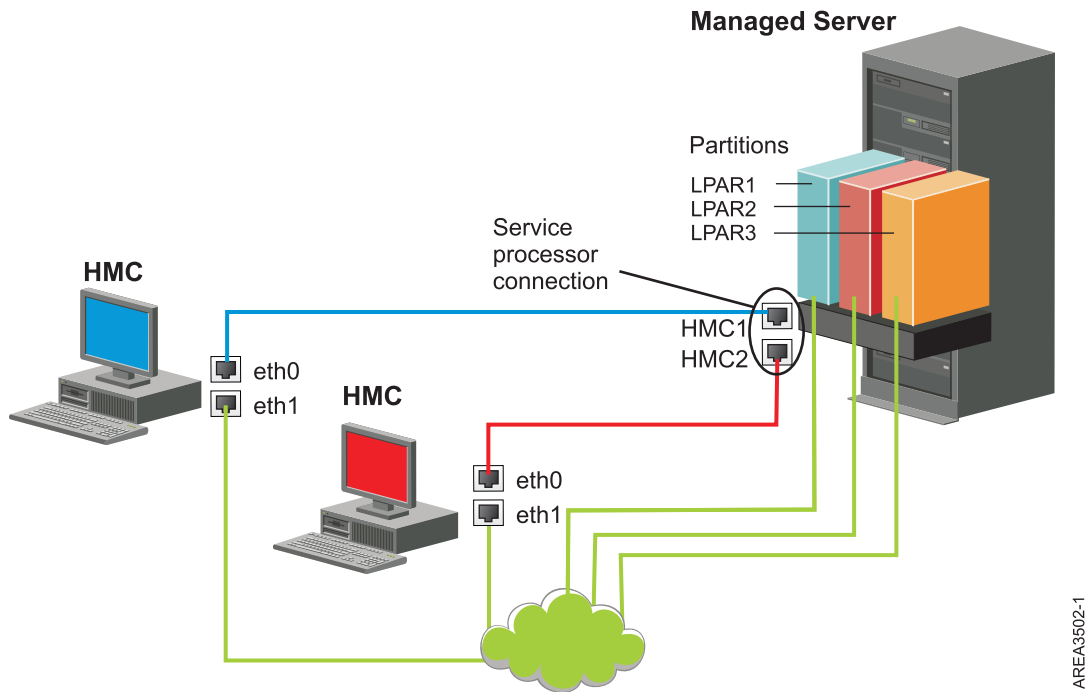 Managed Server
Partitions
LPAR1
LPAR2
LPAR3
Service
processor
connection
HMC
HMC1
HMC2
eth0
eth1
HMC
eth0
eth1
AREA3502-1